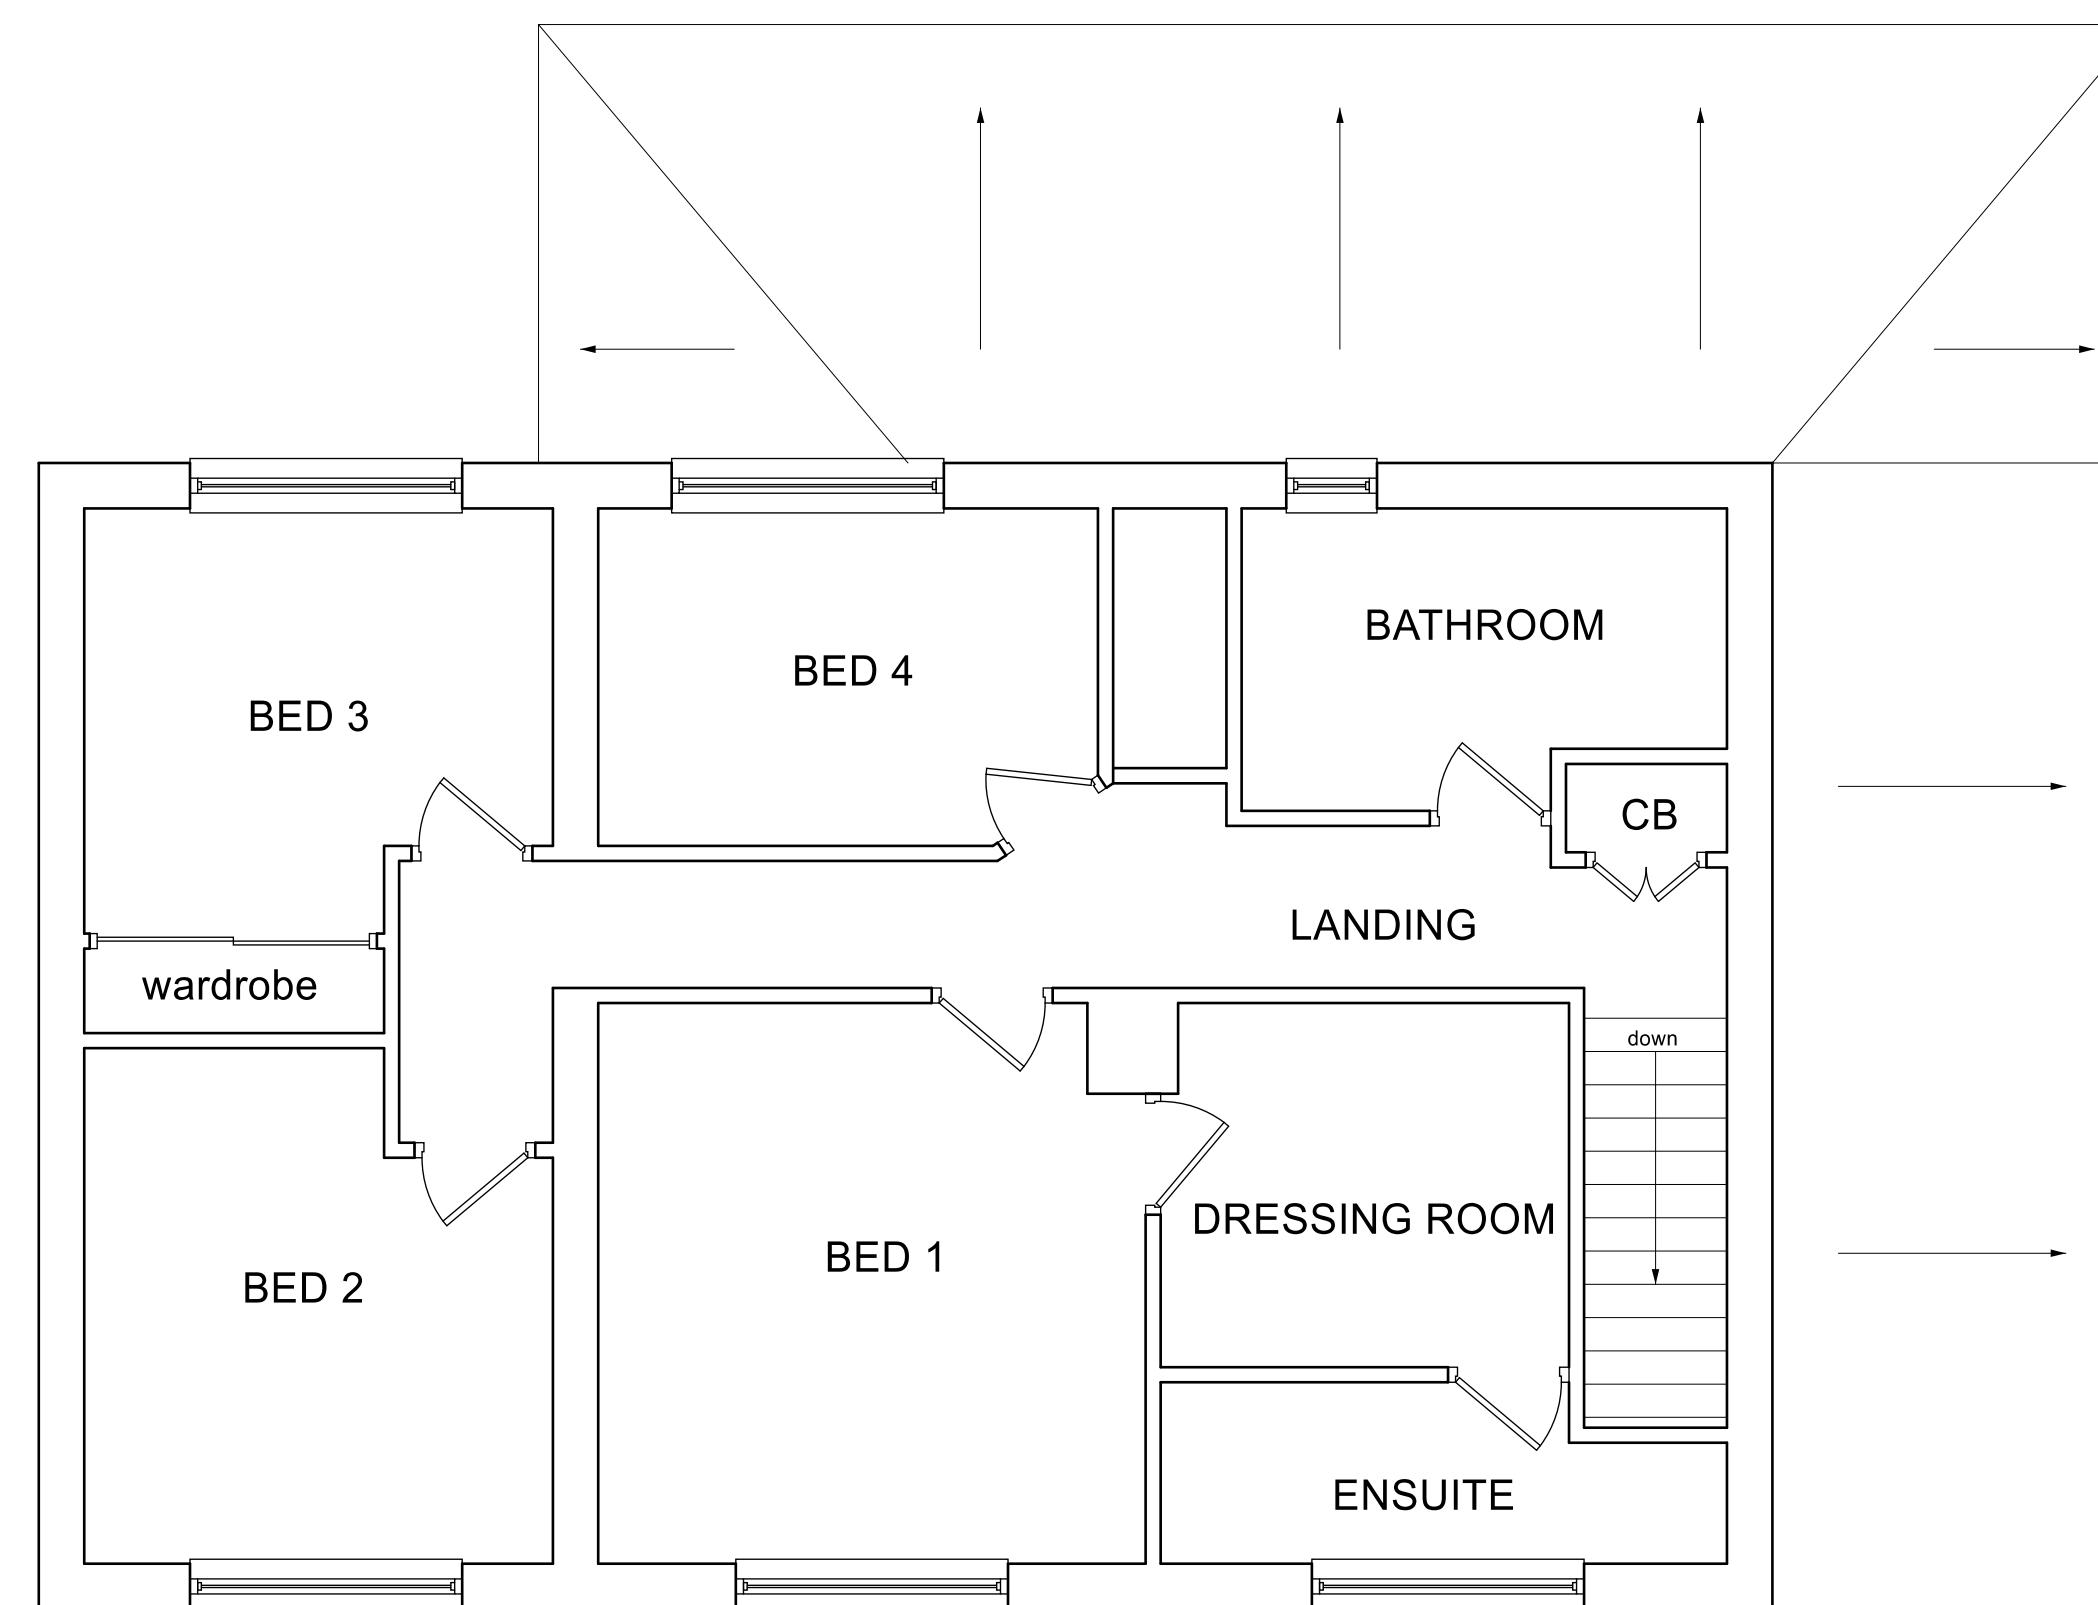 BATHROOM
BED 4
BED 3
CB
LANDING
wardrobe
down
DRESSING ROOM
BED 1
BED 2
ENSUITE